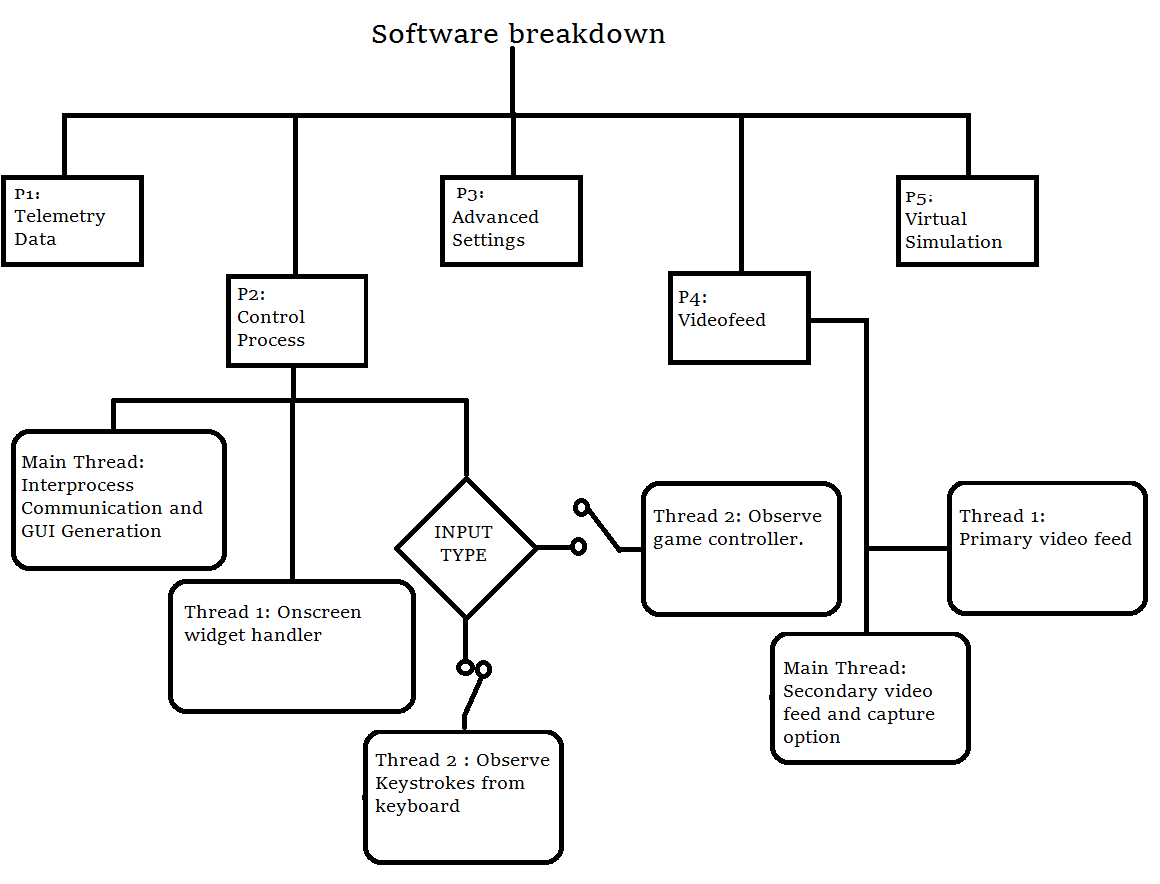 Software breakdown
P1:
Telemetry
Data
P3:
Advanced
Settings
P5:
Virtual
Simulation
P2:
Control
Process
P4:
Videofeed
Main Thread:
Interprocess
Communication and
GUI Generation
INPUT
TYPE
Thread 2: Observe
game controller.
Thread 1:
Primary video feed
Thread 1: Onscreen
widget handler
Main Thread:
Secondary video
feed and capture
option
Thread 2 : Observe
Keystrokes from
keyboard